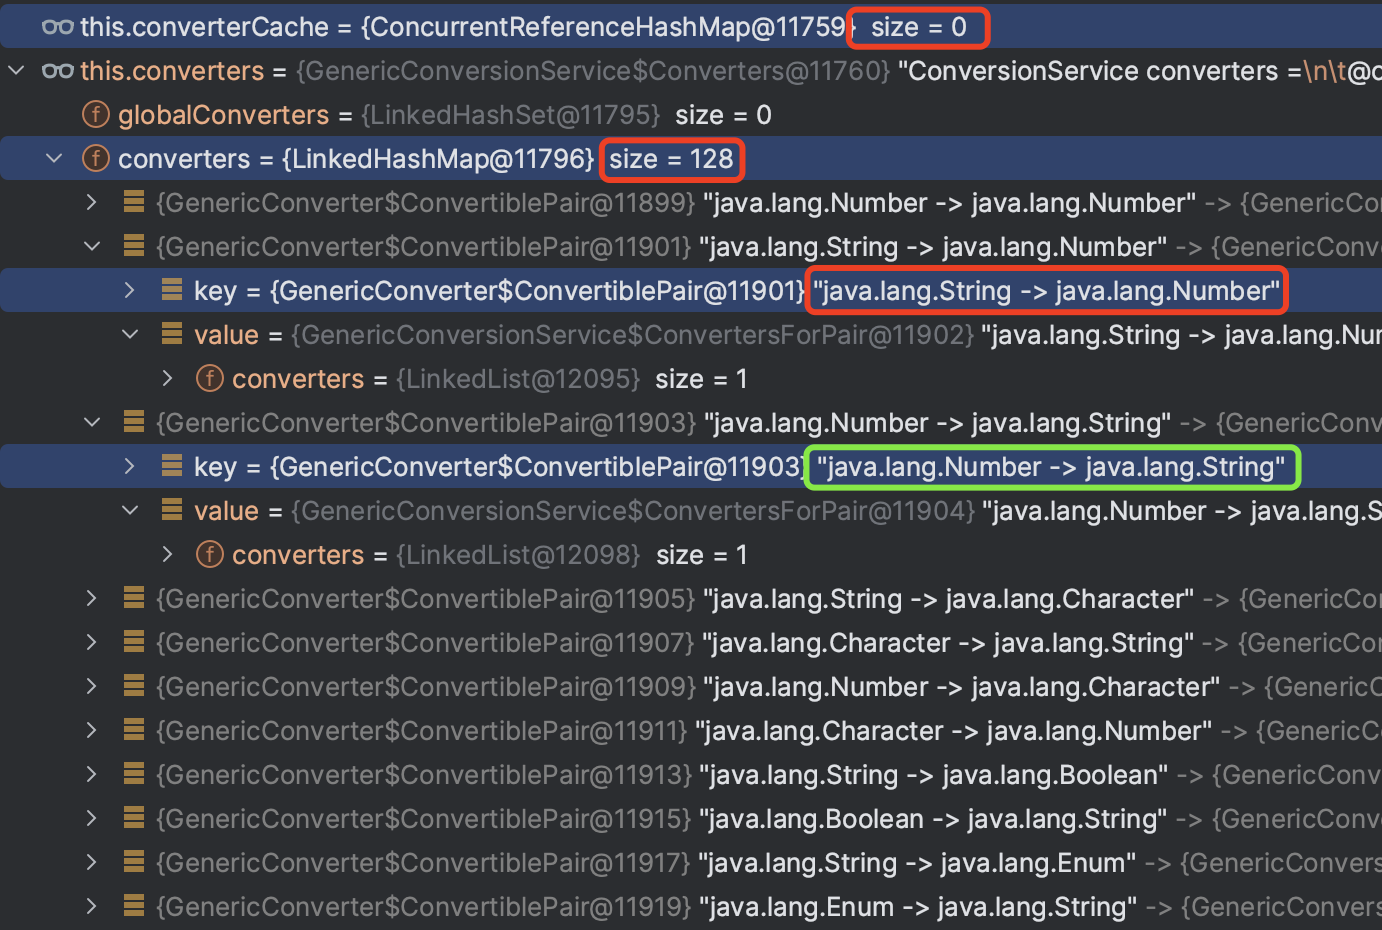 this.converterCache = {ConcurrentReferenceHashMap@11759} size = 0
this.converters = {GenericConversionService$Converters@11760} "ConversionService converters =\n\t@o
f globalConverters = {LinkedHashSet@11795} size = 0
f converters = {LinkedHashMap@11796} size = 128
{GenericConverter$ConvertiblePair@11899} "java.lang.Number -> java.lang.Number" -> {GenericCon
{GenericConverter$ConvertiblePair@11901} "java.lang.String -> java.lang.Number" -> {GenericConve
key = {GenericConverter$ConvertiblePair@11901} "java.lang.String -> java.lang.Number"
value = {GenericConversionService$ConvertersForPair@11902} "java.lang.String -> java.lang.Num
f converters = {LinkedList@12095} size = 1
{GenericConverter$ConvertiblePair@11903} "java.lang.Number -> java.lang.String" -> {GenericConv
key = {GenericConverter$ConvertiblePair@11903} "java.lang.Number -> java.lang.String"
value = {GenericConversionService$ConvertersForPair@11904} "java.lang.Number -> java.lang.S
f converters = {LinkedList@12098} size = 1
{GenericConverter$ConvertiblePair@11905} "java.lang.String -> java.lang.Character" -> {GenericCon
{GenericConverter$ConvertiblePair@11907} "java.lang.Character -> java.lang.String" -> {GenericCon
{GenericConverter$ConvertiblePair@11909} "java.lang.Number -> java.lang.Character" -> {GenericC
{GenericConverter$ConvertiblePair@11911} "java.lang.Character -> java.lang.Number" -> {GenericCo
{GenericConverter$ConvertiblePair@11913} "java.lang.String -> java.lang.Boolean" -> {GenericConv
{GenericConverter$ConvertiblePair@11915} "java.lang.Boolean -> java.lang.String" -> {GenericConve
{GenericConverter$ConvertiblePair@11917} "java.lang.String -> java.lang.Enum" -> {GenericConvers
{GenericConverter$ConvertiblePair@11919} "java.lang.Enum -> java.lang.String" -> {GenericConvers